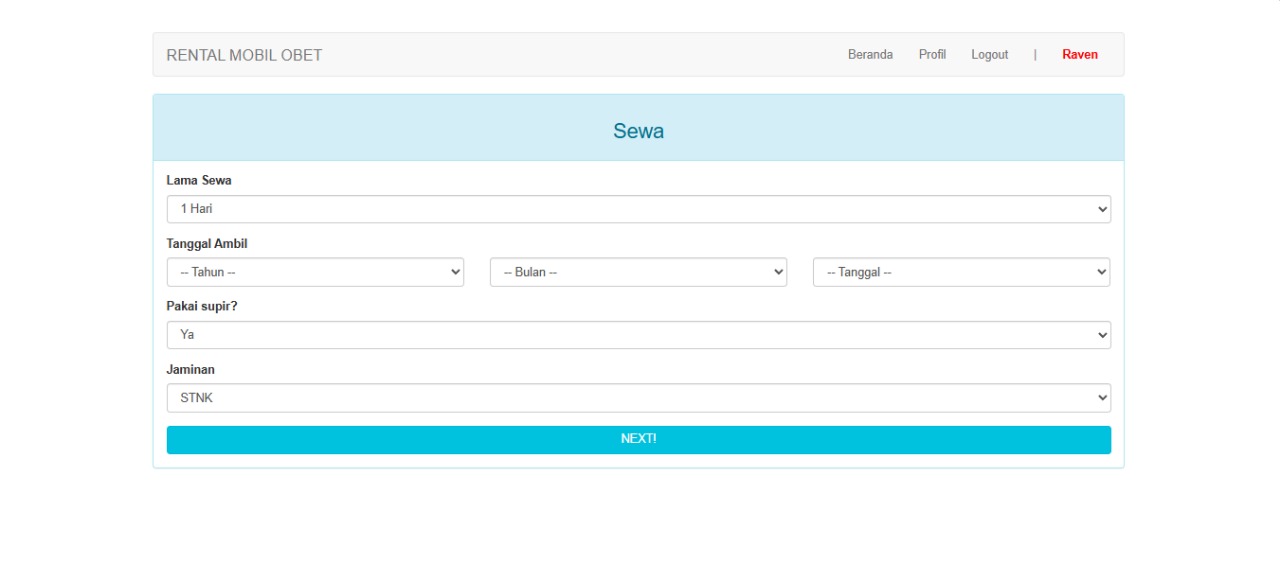 RENTAL MOBIL OBET Beranda Profil Logout | Raven
Sewa
Lama Sewa
1 Hari
Tanggal Ambil
-- Tahun -- -- Bulan -- -- Tanggal --
Pakai supir?
Ya
Jaminan
STNK
NEXT!